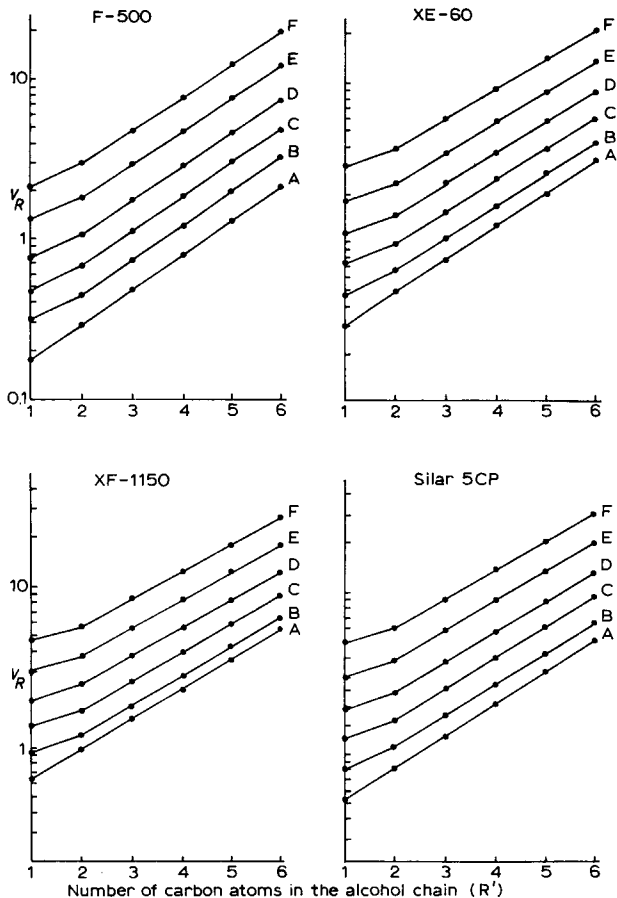 F-500
XE-60
F
E
D
C
B
A
F
E
D
C
B
A
10
V_R
1
0.1
1 2 3 4 5 6
1 2 3 4 5 6
XF-1150
Silar 5CP
F
E
D
C
B
A
F
E
D
C
B
A
10
V_R
1
1 2 3 4 5 6
1 2 3 4 5 6
Number of carbon atoms in the alcohol chain (R′)